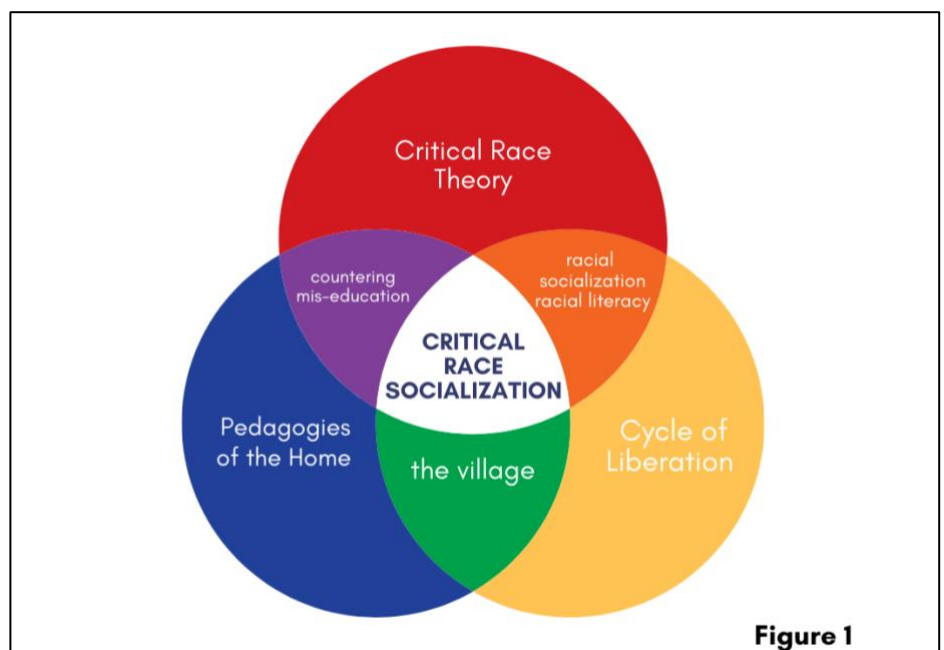 Critical Race
Theory
countering
mis-education
racial
socialization
racial literacy
CRITICAL
RACE
SOCIALIZATION
Pedagogies
of the Home
the village
Cycle of
Liberation
Figure 1